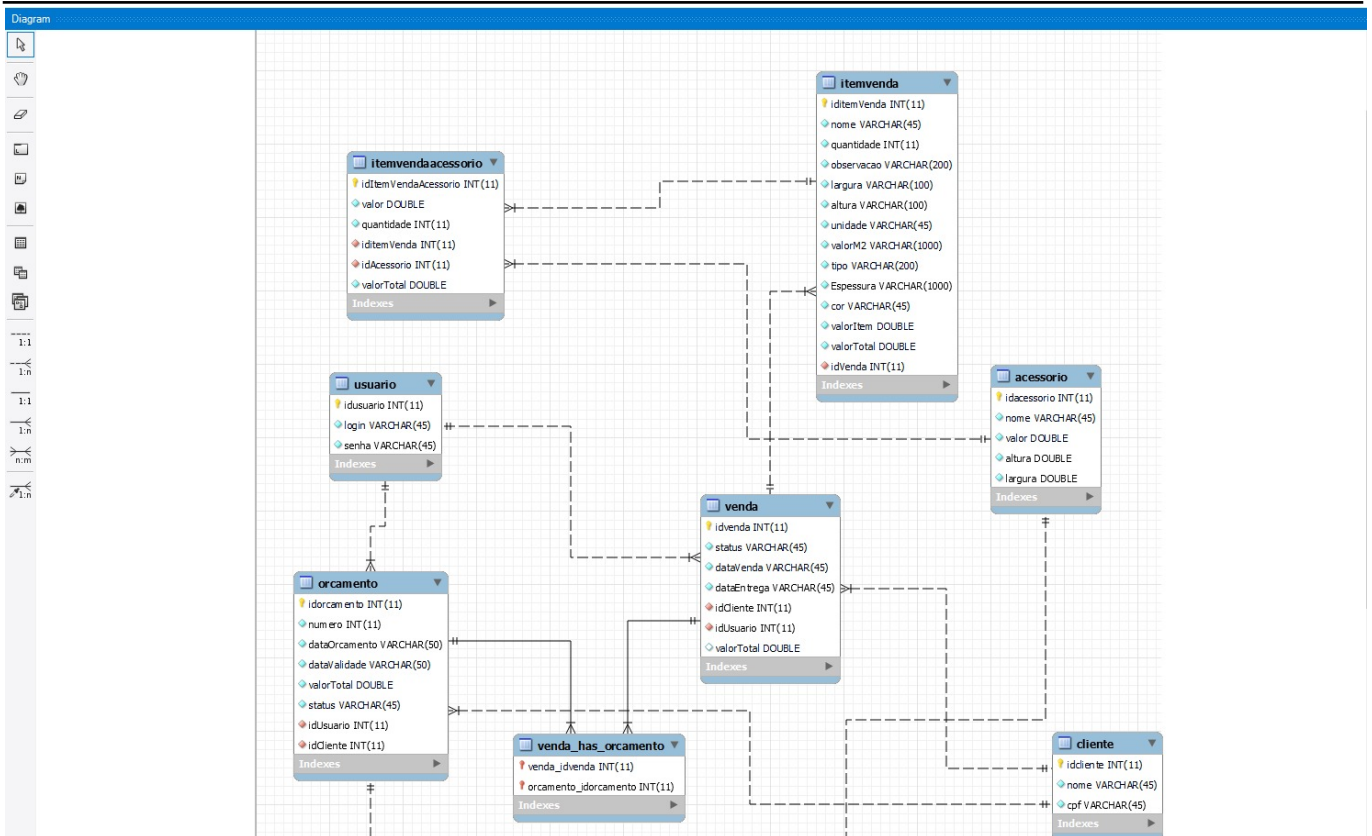 Diagram
1:1
1:n
1:1
1:n
n:m
1:n
itemvenda
iditemVenda INT(11)
nome VARCHAR(45)
quantidade INT(11)
observacao VARCHAR(200)
largura VARCHAR(100)
altura VARCHAR(100)
unidade VARCHAR(45)
valorM2 VARCHAR(1000)
tipo VARCHAR(200)
Espessura VARCHAR(1000)
cor VARCHAR(45)
valorItem DOUBLE
valorTotal DOUBLE
idVenda INT(11)
Indexes
itemvendaacessorio
idItemVendaAcessorio INT(11)
valor DOUBLE
quantidade INT(11)
iditemVenda INT(11)
idAcessorio INT(11)
valorTotal DOUBLE
Indexes
usuario
idusuario INT(11)
login VARCHAR(45)
senha VARCHAR(45)
Indexes
acessorio
idacessorio INT(11)
nome VARCHAR(45)
valor DOUBLE
altura DOUBLE
largura DOUBLE
Indexes
venda
idvenda INT(11)
status VARCHAR(45)
dataVenda VARCHAR(45)
dataEntrega VARCHAR(45)
idCliente INT(11)
idUsuario INT(11)
valorTotal DOUBLE
Indexes
orcamento
idorcamento INT(11)
numero INT(11)
dataOrcamento VARCHAR(50)
dataValidade VARCHAR(50)
valorTotal DOUBLE
status VARCHAR(45)
idUsuario INT(11)
idCliente INT(11)
Indexes
venda_has_orcamento
venda_idvenda INT(11)
orcamento_idorcamento INT(11)
Indexes
cliente
idcliente INT(11)
nome VARCHAR(45)
cpf VARCHAR(45)
Indexes